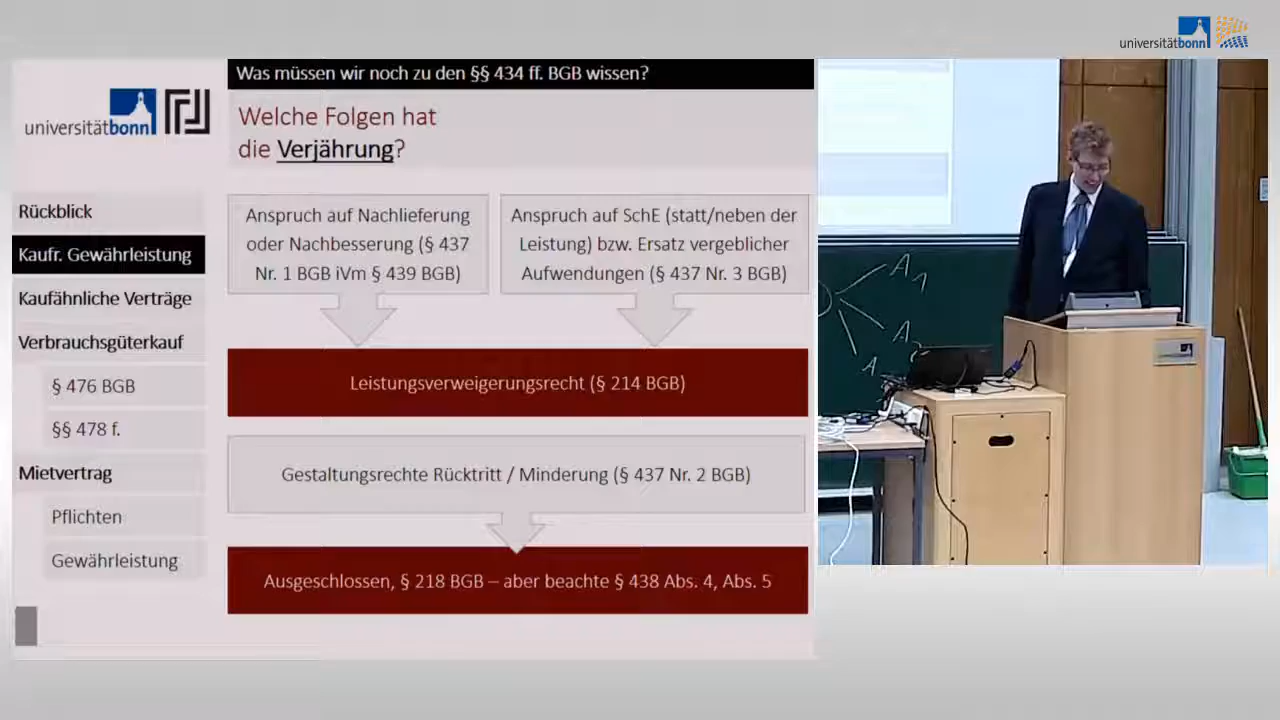 universitätbonn
Was müssen wir noch zu den §§ 434 ff. BGB wissen?
universitätbonn
Welche Folgen hat
die Verjährung?
Rückblick
Kaufr. Gewährleistung
Kaufähnliche Verträge
Verbrauchsgüterkauf
§ 476 BGB
§§ 478 f.
Mietvertrag
Pflichten
Gewährleistung
Anspruch auf Nachlieferung
oder Nachbesserung (§ 437
Nr. 1 BGB iVm § 439 BGB)
Anspruch auf SchE (statt/neben der
Leistung) bzw. Ersatz vergeblicher
Aufwendungen (§ 437 Nr. 3 BGB)
Leistungsverweigerungsrecht (§ 214 BGB)
Gestaltungsrechte Rücktritt / Minderung (§ 437 Nr. 2 BGB)
Ausgeschlossen, § 218 BGB – aber beachte § 438 Abs. 4, Abs. 5
A1
A2
A